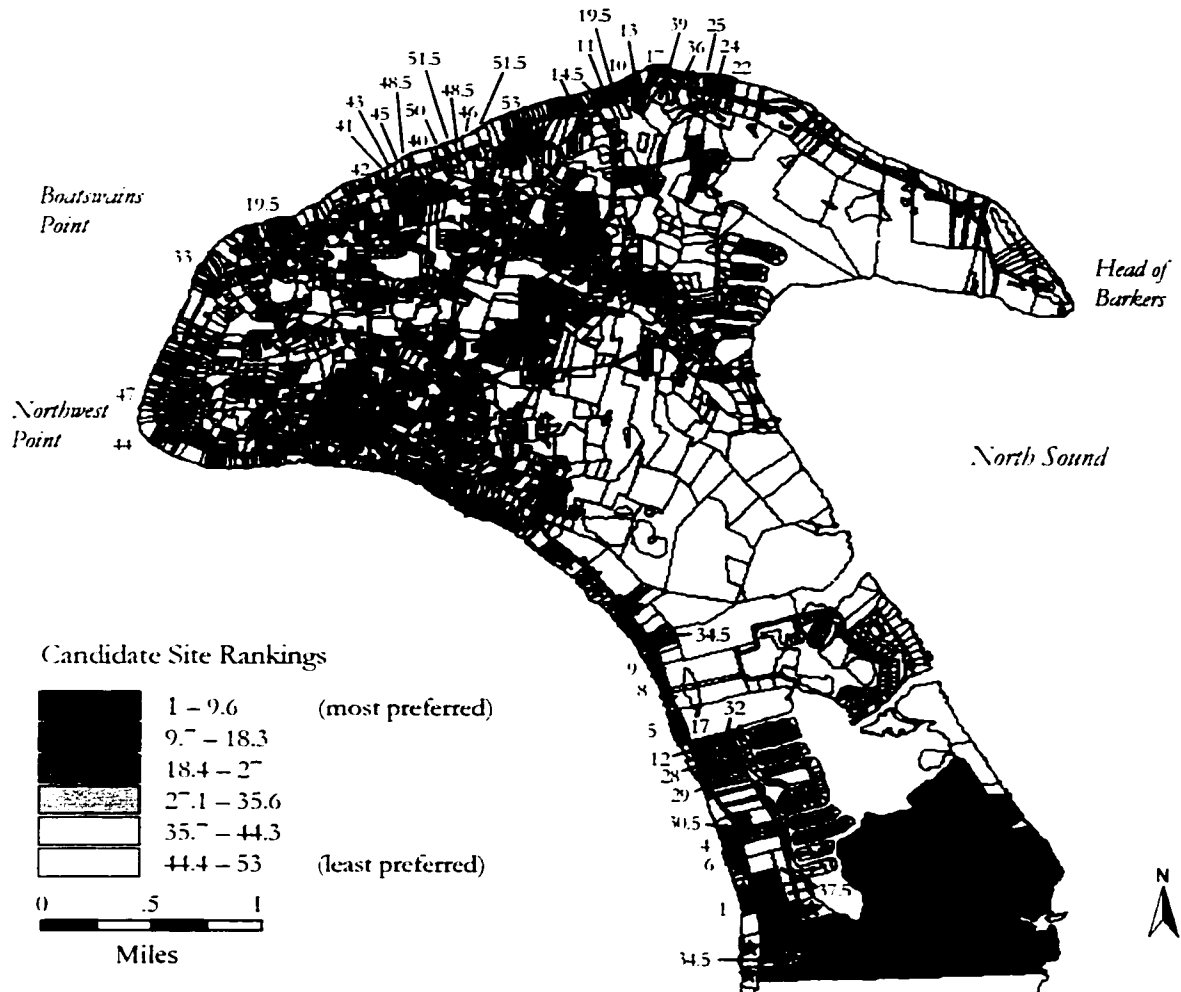 19.5
39
25
13
17
36
24
11
10
22
51.5
51.5
14.5
48.5
48.5
53
43
50
46
45
40
41
42
Boatswains
Point
19.5
33
Head of
Barkers
47
Northwest
Point
44
North Sound
34.5
9
8
32
17
5
12
28
29
30.5
4
6
37.5
1
34.5
Candidate Site Rankings
1 – 9.6 (most preferred)
9.7 – 18.3
18.4 – 27
27.1 – 35.6
35.7 – 44.3
44.4 – 53 (least preferred)
0 .5 1
Miles
N